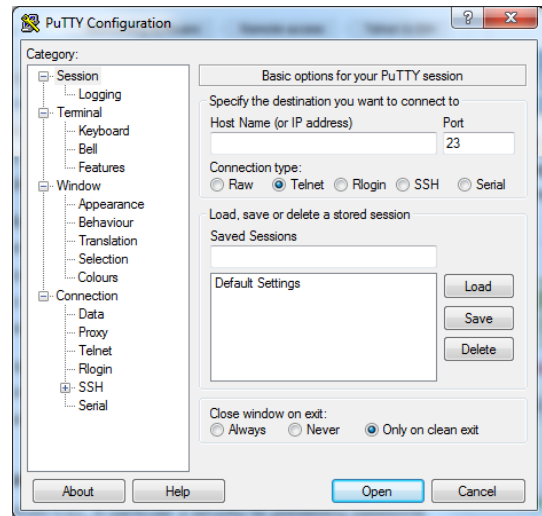 PuTTY Configuration
Category:
Session
Logging
Terminal
Keyboard
Bell
Features
Window
Appearance
Behaviour
Translation
Selection
Colours
Connection
Data
Proxy
Telnet
Rlogin
SSH
Serial
Basic options for your PuTTY session
Specify the destination you want to connect to
Host Name (or IP address) Port
23
Connection type:
Raw Telnet Rlogin SSH Serial
Load, save or delete a stored session
Saved Sessions
Default Settings
Load
Save
Delete
Close window on exit:
Always Never Only on clean exit
About Help Open Cancel